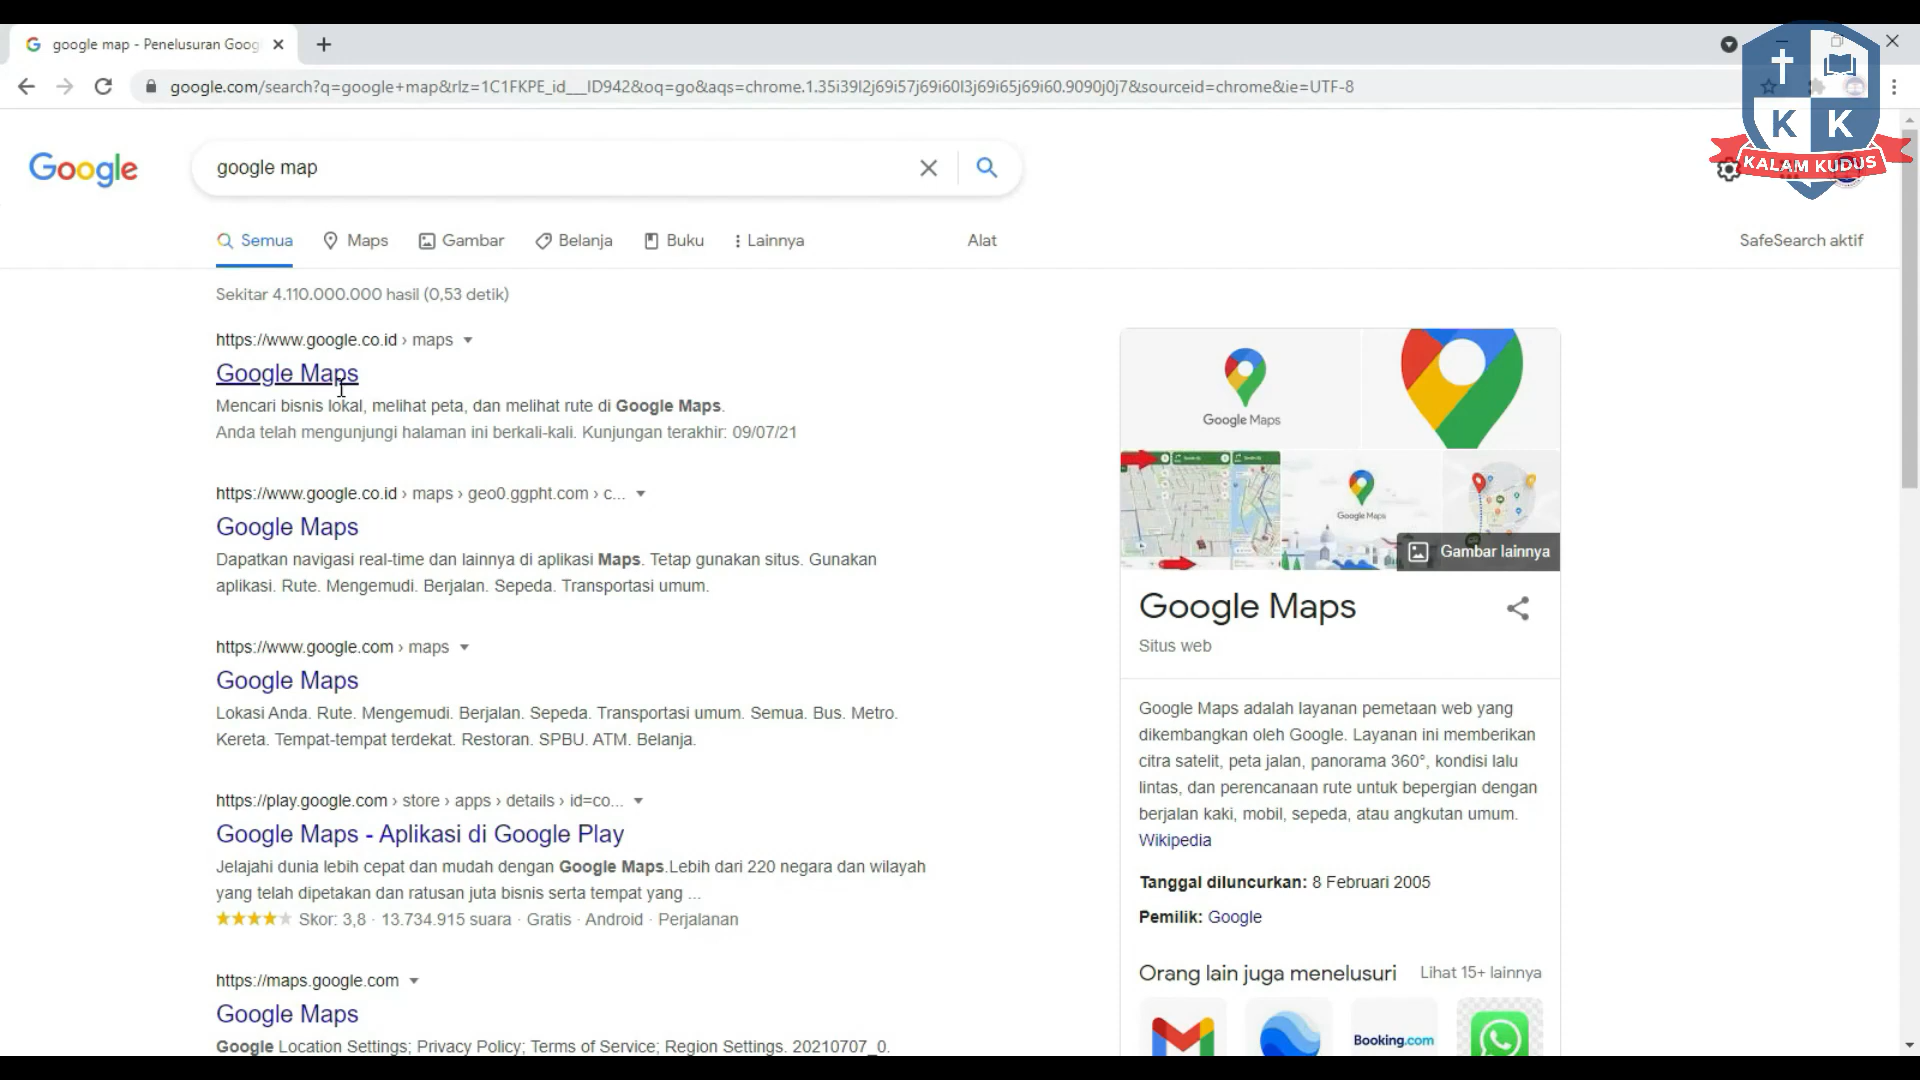 google map - Penelusuran Goog
google.com/search?q=google+map&rlz=1C1FKPE_id__ID942&oq=go&aqs=chrome.1.35i39l2j69i57j69i60l3j69i65j69i60.9090j0j7&sourceid=chrome&ie=UTF-8
K K
KALAM KUDUS
Google
google map
Semua
Maps
Gambar
Belanja
Buku
Lainnya
Alat
SafeSearch aktif
Sekitar 4.110.000.000 hasil (0,53 detik)
https://www.google.co.id › maps
Google Maps
Mencari bisnis lokal, melihat peta, dan melihat rute di Google Maps.
Anda telah mengunjungi halaman ini berkali-kali. Kunjungan terakhir: 09/07/21
https://www.google.co.id › maps › geo0.ggpht.com › c...
Google Maps
Dapatkan navigasi real-time dan lainnya di aplikasi Maps. Tetap gunakan situs. Gunakan
aplikasi. Rute. Mengemudi. Berjalan. Sepeda. Transportasi umum.
https://www.google.com › maps
Google Maps
Lokasi Anda. Rute. Mengemudi. Berjalan. Sepeda. Transportasi umum. Semua. Bus. Metro.
Kereta. Tempat-tempat terdekat. Restoran. SPBU. ATM. Belanja.
https://play.google.com › store › apps › details › id=co...
Google Maps - Aplikasi di Google Play
Jelajahi dunia lebih cepat dan mudah dengan Google Maps.Lebih dari 220 negara dan wilayah
yang telah dipetakan dan ratusan juta bisnis serta tempat yang ...
Skor: 3,8 · 13.734.915 suara · Gratis · Android · Perjalanan
https://maps.google.com
Google Maps
Google Location Settings; Privacy Policy; Terms of Service; Region Settings. 20210707_0.
Google Maps
Google Maps
Gambar lainnya
Google Maps
Situs web
Google Maps adalah layanan pemetaan web yang
dikembangkan oleh Google. Layanan ini memberikan
citra satelit, peta jalan, panorama 360°, kondisi lalu
lintas, dan perencanaan rute untuk bepergian dengan
berjalan kaki, mobil, sepeda, atau angkutan umum.
Wikipedia
Tanggal diluncurkan: 8 Februari 2005
Pemilik: Google
Orang lain juga menelusuri
Lihat 15+ lainnya
Booking.com